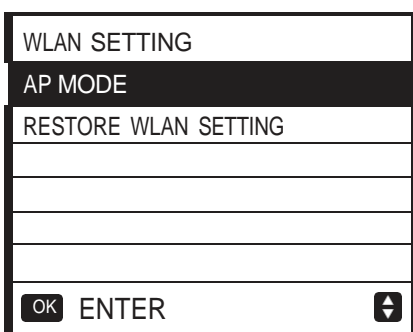 WLAN SETTING
AP MODE
RESTORE WLAN SETTING
OK ENTER